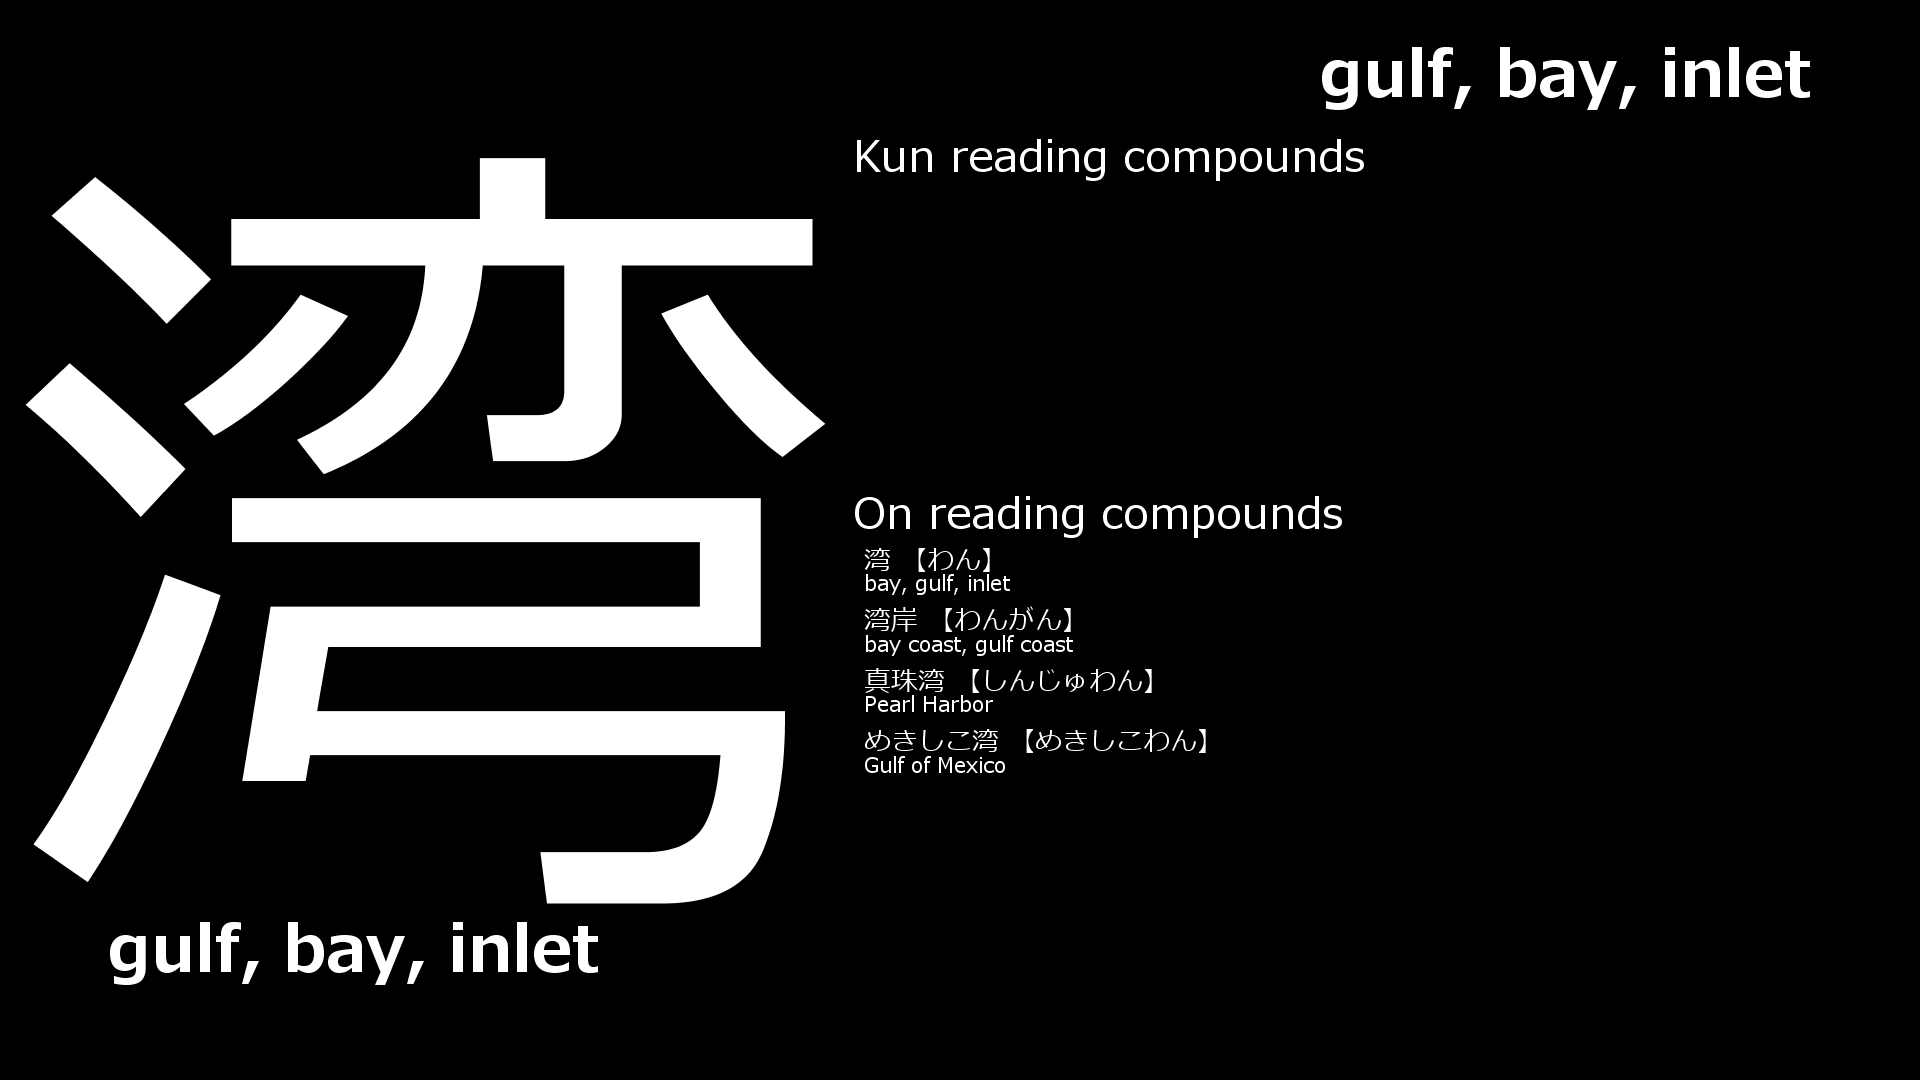 gulf, bay, inlet
湾
gulf, bay, inlet
Kun reading compounds
On reading compounds
湾 【わん】
bay, gulf, inlet
湾岸 【わんがん】
bay coast, gulf coast
真珠湾 【しんじゅわん】
Pearl Harbor
めきしこ湾 【めきしこわん】
Gulf of Mexico